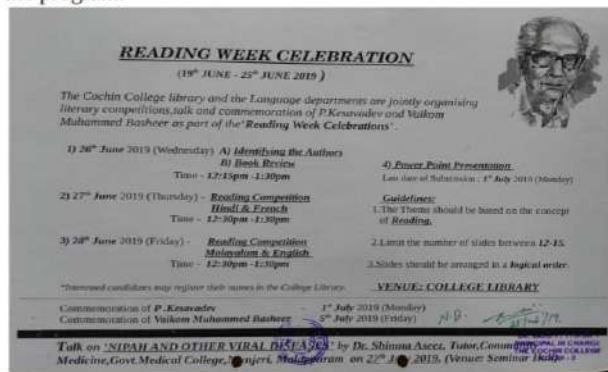 READING WEEK CELEBRATION
(19th JUNE - 25th JUNE 2019 )
The Cochin College library and the Language departments are jointly organising
literary competitions,talk and commemoration of P.Kesavadev and Vaikom
Muhammed Basheer as part of the'Reading Week Celebrations'.
1) 26th June 2019 (Wednesday) A) Identifying the Authors
B) Book Review
Time - 12:15pm -1:30pm
2) 27th June 2019 (Thursday) - Reading Competition
Hindi & French
Time - 12:30pm -1:30pm
3) 28th June 2019 (Friday) - Reading Competition
Malayalam & English
Time - 12:30pm -1:30pm
*Interested candidates may register their names in the College Library.
4) Power Point Presentation
Last date of Submission : 1st July 2019 (Monday)
Guidelines:
1.The Theme should be based on the concept
of Reading.
2.Limit the number of slides between 12-15.
3.Slides should be arranged in a logical order.
VENUE: COLLEGE LIBRARY
Commemoration of P .Kesavadev - 1st July 2019 (Monday)
Commemoration of Vaikom Muhammed Basheer - 5th July 2019 (Friday)
Talk on 'NIPAH AND OTHER VIRAL DISEASES' by Dr. Tutor,
Medicine,Govt.Medical College, Manjeri, Malappuram on 2019. (Venue: Seminar Hall)
PRINCIPAL IN CHARGE
THE COCHIN COLLEGE